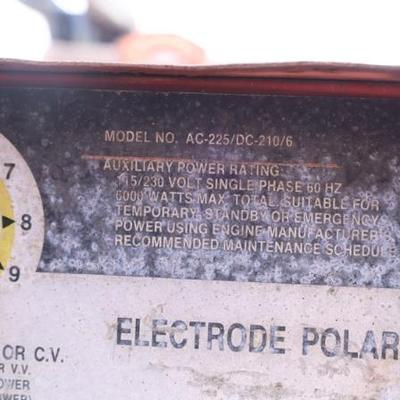 MODEL NO. AC-225/DC-210/6
AUXILIARY POWER RATING
115/230 VOLT SINGLE PHASE 60 HZ
6000 WATTS MAX. TOTAL. SUITABLE FOR
TEMPORARY, STANDBY OR EMERGENCY
POWER USING ENGINE MANUFACTURER'S
RECOMMENDED MAINTENANCE SCHEDULE
7
8
9
ELECTRODE POLAR
OR C.V.
R V.V.
OWER
OWER)